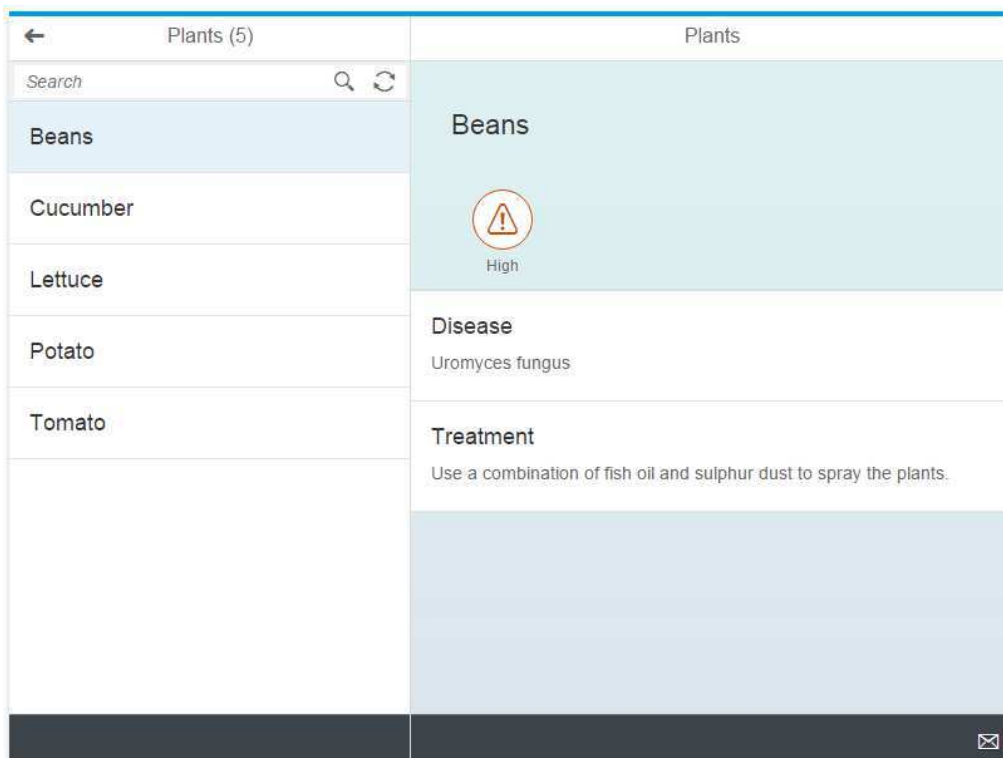 Plants (5)
Search
Beans
Cucumber
Lettuce
Potato
Tomato
Plants
Beans
High
Disease
Uromyces fungus
Treatment
Use a combination of fish oil and sulphur dust to spray the plants.